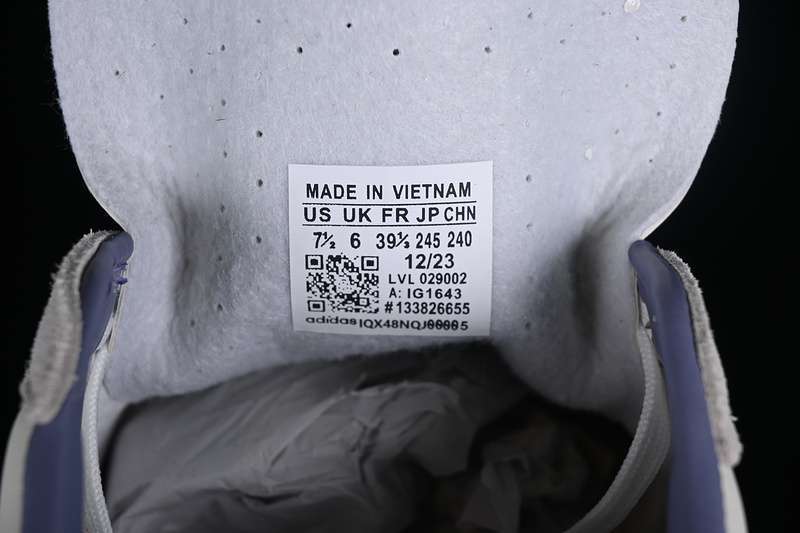 MADE IN VIETNAM
US UK FR JP CHN
7½ 6 39⅓ 245 240
12/23
LVL 029002
A: IG1643
#133826655
adidas